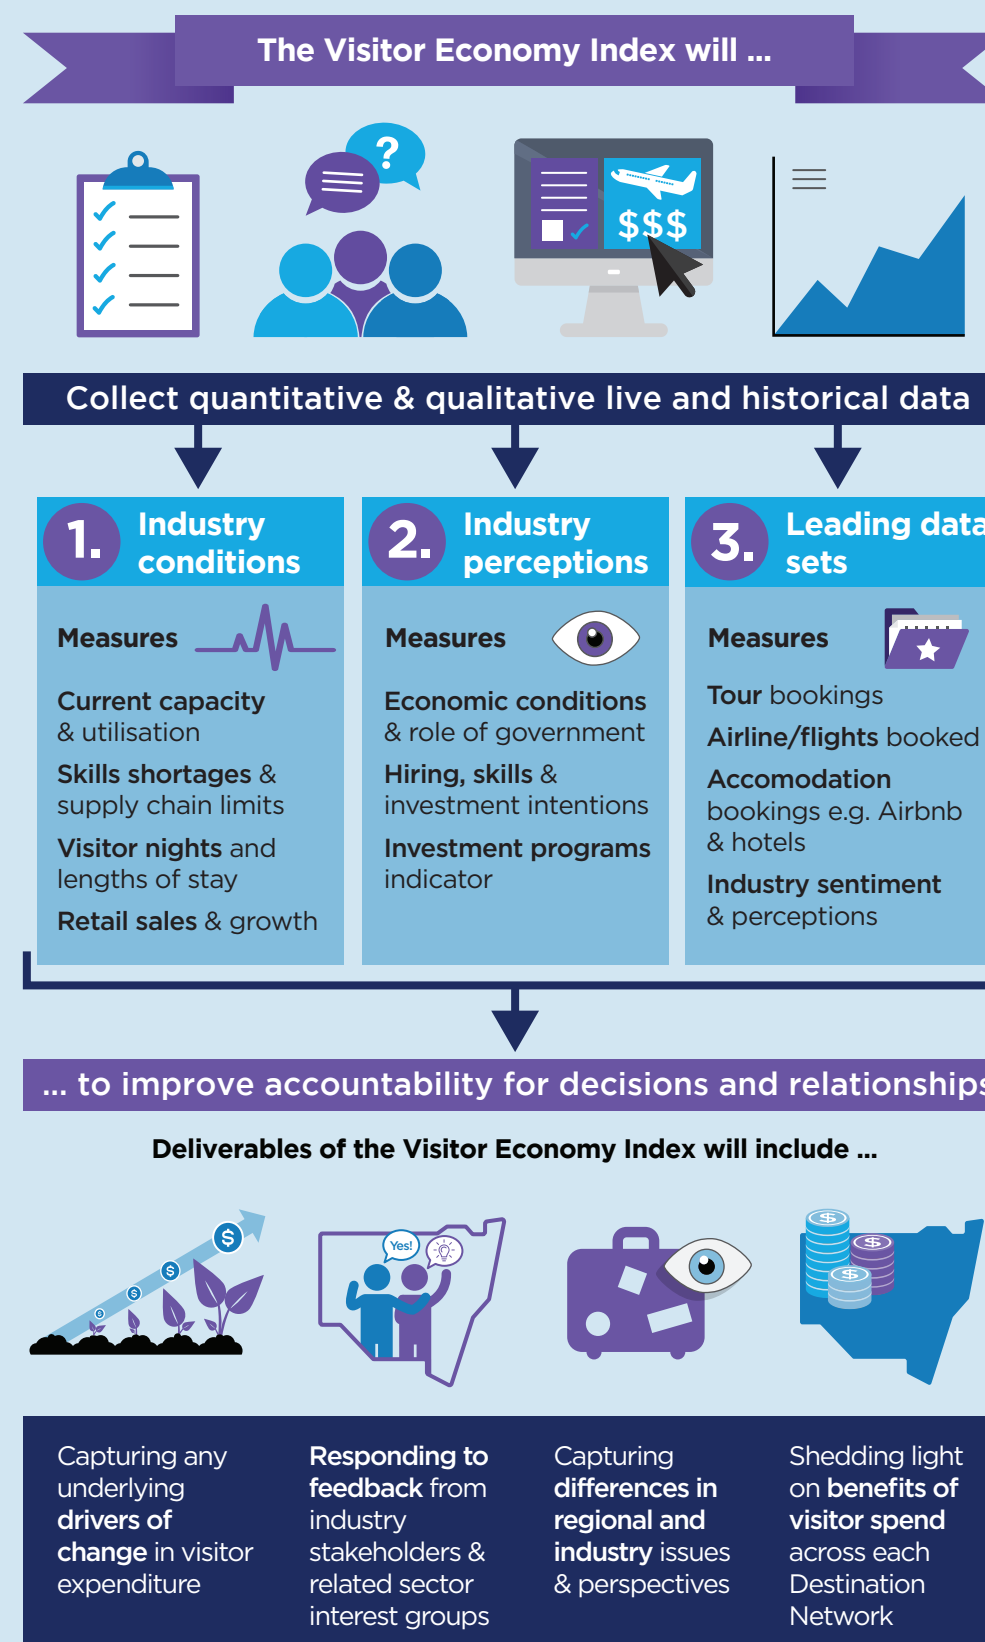 The Visitor Economy Index will ...
?
$$$
Collect quantitative & qualitative live and historical data
1.
Industry
conditions
Measures
Current capacity
& utilisation
Skills shortages &
supply chain limits
Visitor nights and
lengths of stay
Retail sales & growth
2.
Industry
perceptions
Measures
Economic conditions
& role of government
Hiring, skills &
investment intentions
Investment programs
indicator
3.
Leading data
sets
Measures
Tour bookings
Airline/flights booked
Accomodation
bookings e.g. Airbnb
& hotels
Industry sentiment
& perceptions
... to improve accountability for decisions and relationships
Deliverables of the Visitor Economy Index will include ...
$
$
$
$
Yes!
$
$
$
Capturing any
underlying
drivers of
change in visitor
expenditure
Responding to
feedback from
industry
stakeholders &
related sector
interest groups
Capturing
differences in
regional and
industry issues
& perspectives
Shedding light
on benefits of
visitor spend
across each
Destination
Network